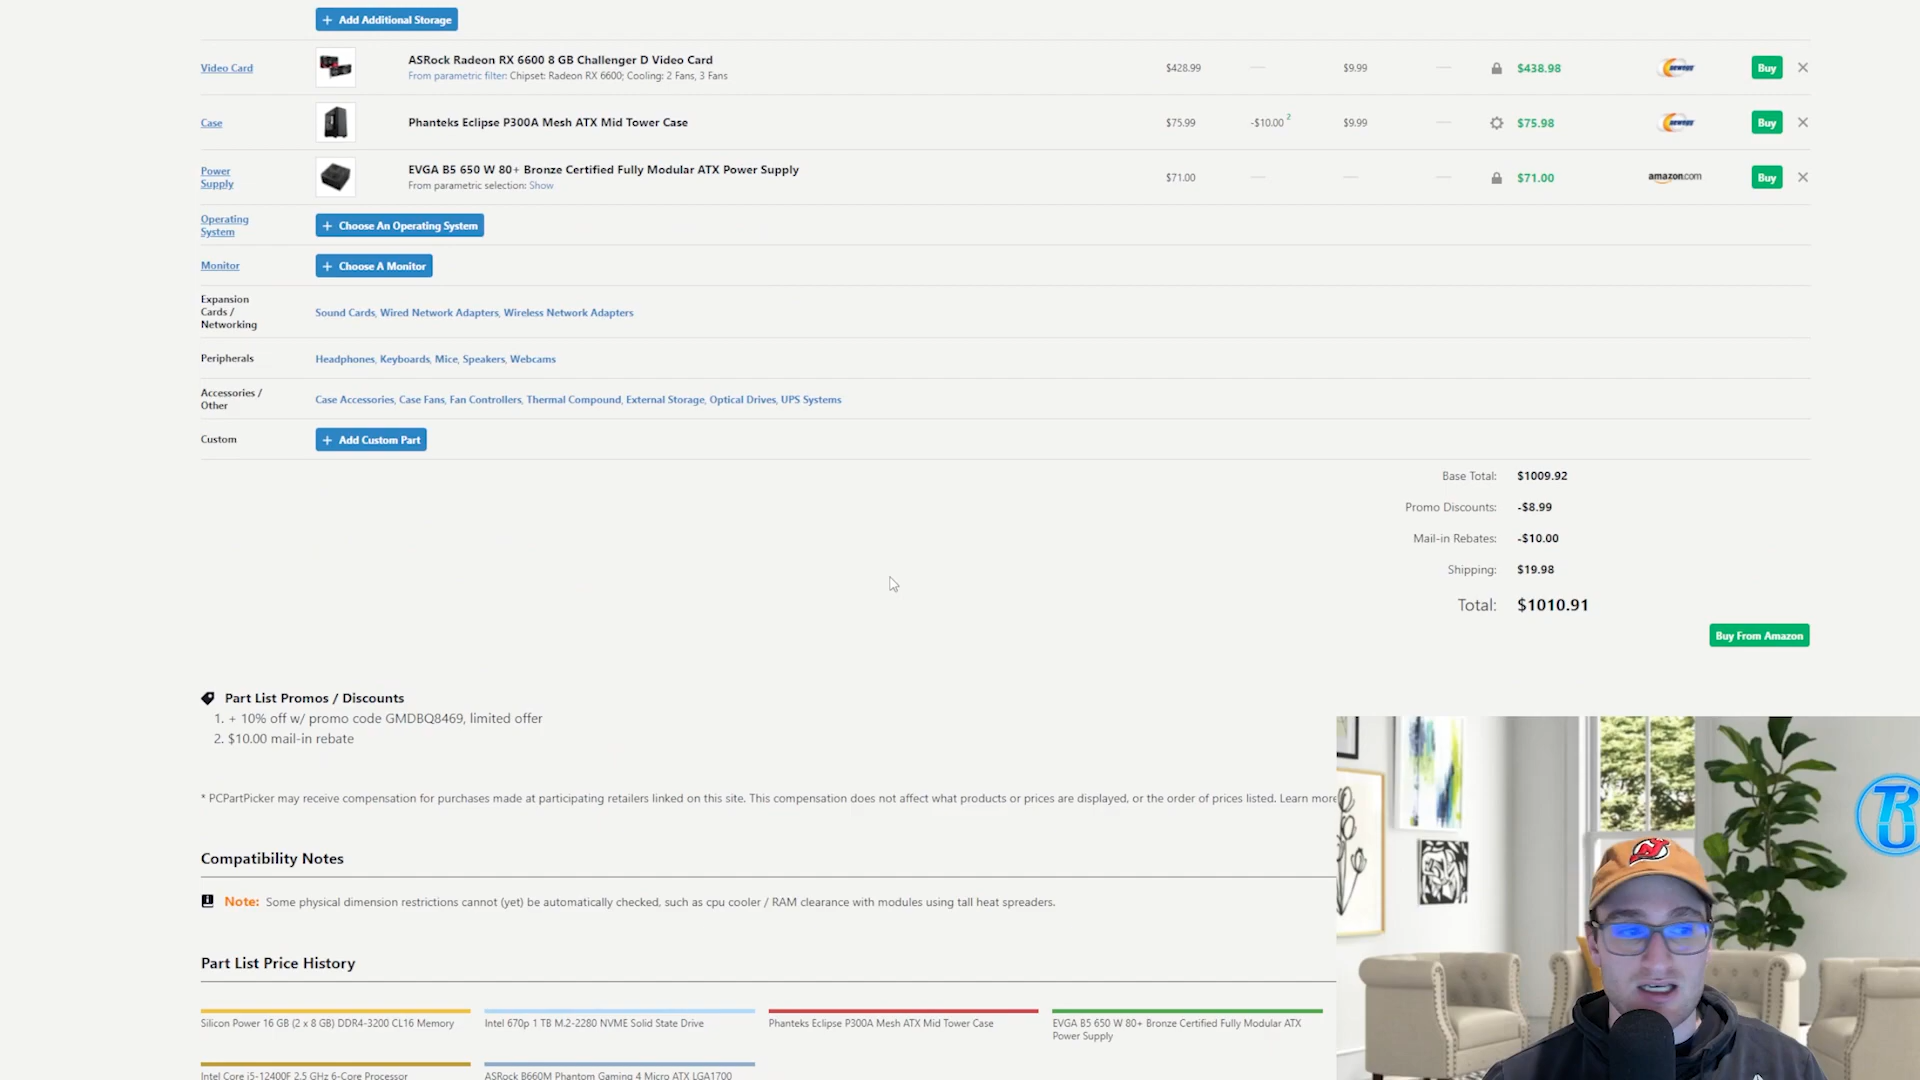 + Add Additional Storage
Video Card
ASRock Radeon RX 6600 8 GB Challenger D Video Card
From parametric filter: Chipset: Radeon RX 6600; Cooling: 2 Fans, 3 Fans
$428.99 — $9.99 — $438.98 newegg Buy
Case
Phanteks Eclipse P300A Mesh ATX Mid Tower Case
$75.99 -$10.00 2 $9.99 — $75.98 newegg Buy
Power
Supply
EVGA B5 650 W 80+ Bronze Certified Fully Modular ATX Power Supply
From parametric selection: Show
$71.00 — — — $71.00 amazon.com Buy
Operating
System
+ Choose An Operating System
Monitor
+ Choose A Monitor
Expansion
Cards /
Networking
Sound Cards, Wired Network Adapters, Wireless Network Adapters
Peripherals
Headphones, Keyboards, Mice, Speakers, Webcams
Accessories /
Other
Case Accessories, Case Fans, Fan Controllers, Thermal Compound, External Storage, Optical Drives, UPS Systems
Custom
+ Add Custom Part
Base Total: $1009.92
Promo Discounts: -$8.99
Mail-in Rebates: -$10.00
Shipping: $19.98
Total: $1010.91
Buy From Amazon
Part List Promos / Discounts
1. + 10% off w/ promo code GMDBQ8469, limited offer
2. $10.00 mail-in rebate
* PCPartPicker may receive compensation for purchases made at participating retailers linked on this site. This compensation does not affect what products or prices are displayed, or the order of prices listed. Learn more
Compatibility Notes
Note: Some physical dimension restrictions cannot (yet) be automatically checked, such as cpu cooler / RAM clearance with modules using tall heat spreaders.
Part List Price History
Silicon Power 16 GB (2 x 8 GB) DDR4-3200 CL16 Memory
Intel 670p 1 TB M.2-2280 NVME Solid State Drive
Phanteks Eclipse P300A Mesh ATX Mid Tower Case
EVGA B5 650 W 80+ Bronze Certified Fully Modular ATX
Power Supply
Intel Core i5-12400F 2.5 GHz 6-Core Processor
ASRock B660M Phantom Gaming 4 Micro ATX LGA1700